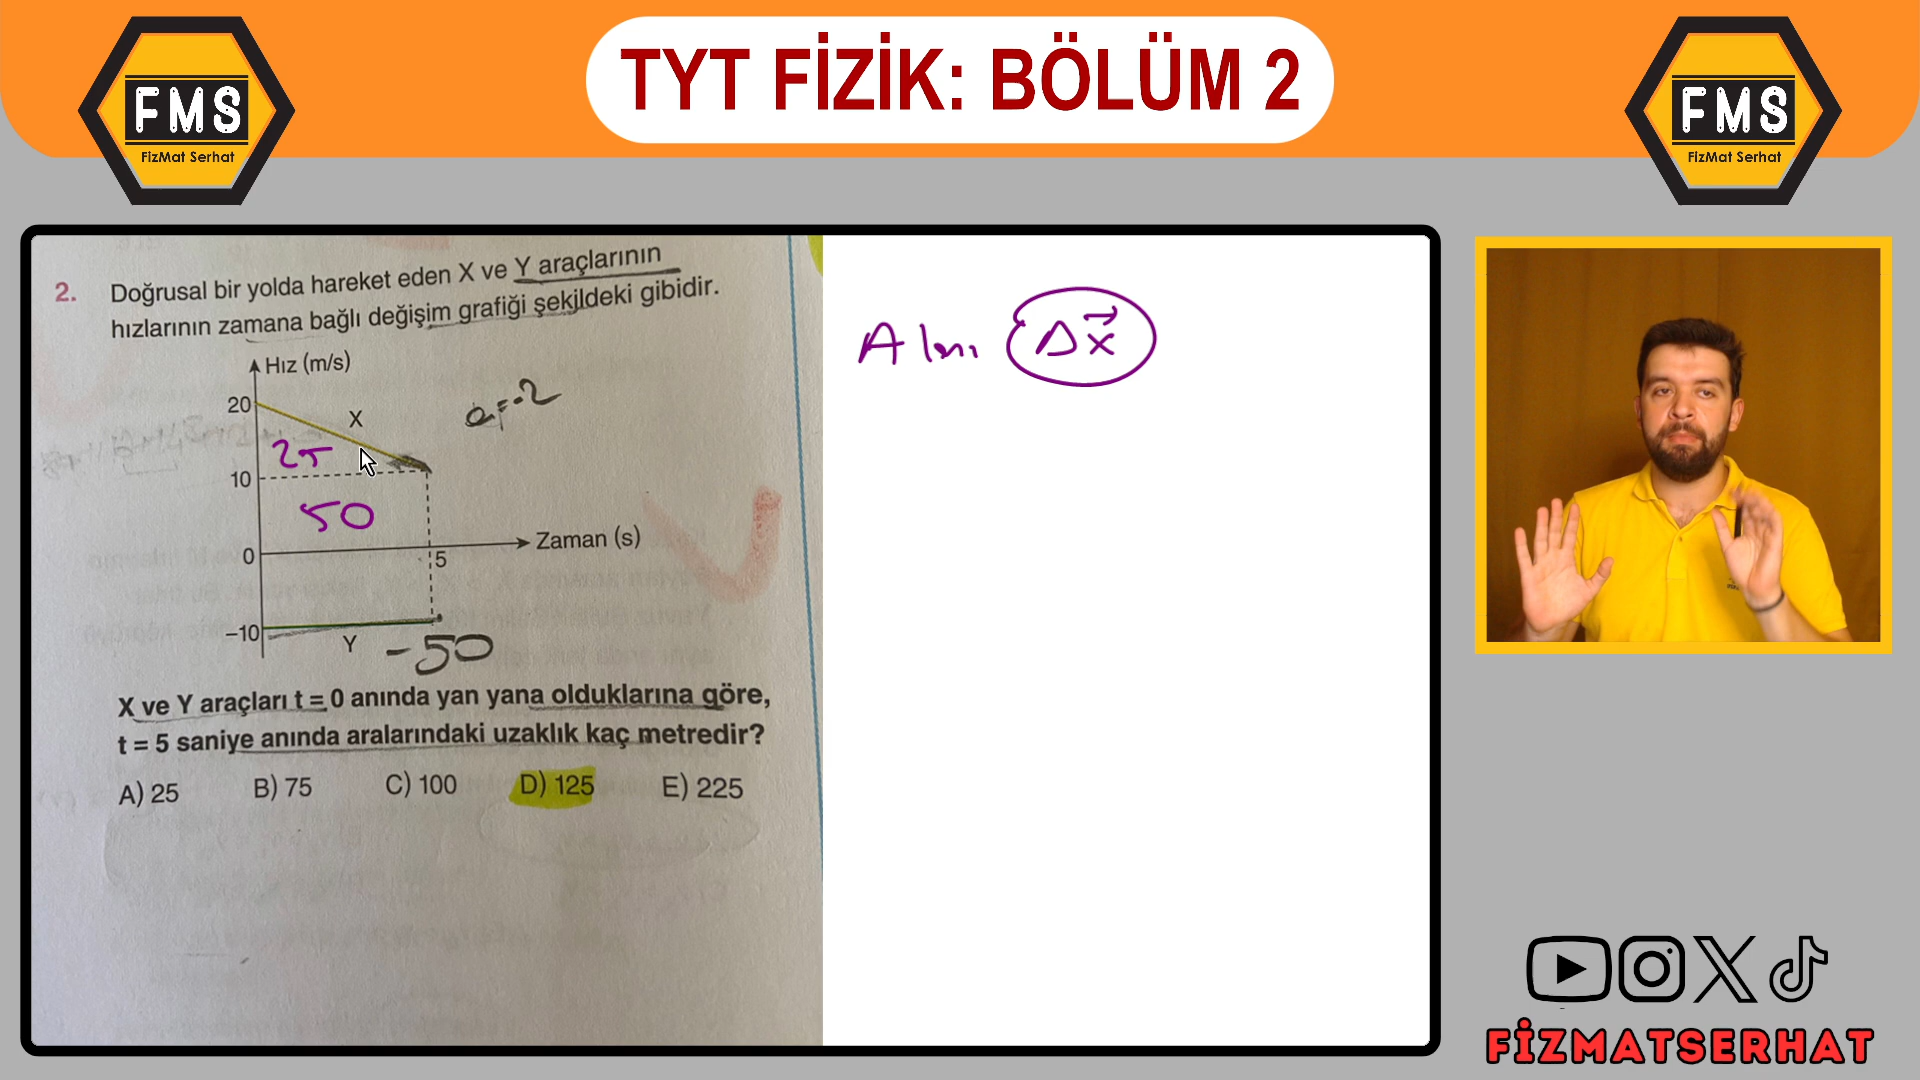 TYT FİZİK: BÖLÜM 2
FMS
FizMat Serhat
FMS
FizMat Serhat
2. Doğrusal bir yolda hareket eden X ve Y araçlarının
hızlarının zamana bağlı değişim grafiği şekildeki gibidir.
Hız (m/s)
20
X
a=-2
25
10
50
Zaman (s)
0
5
-10
Y
-50
X ve Y araçları t = 0 anında yan yana olduklarına göre,
t = 5 saniye anında aralarındaki uzaklık kaç metredir?
A) 25 B) 75 C) 100 D) 125 E) 225
Alanı Δx
FİZMATSERHAT